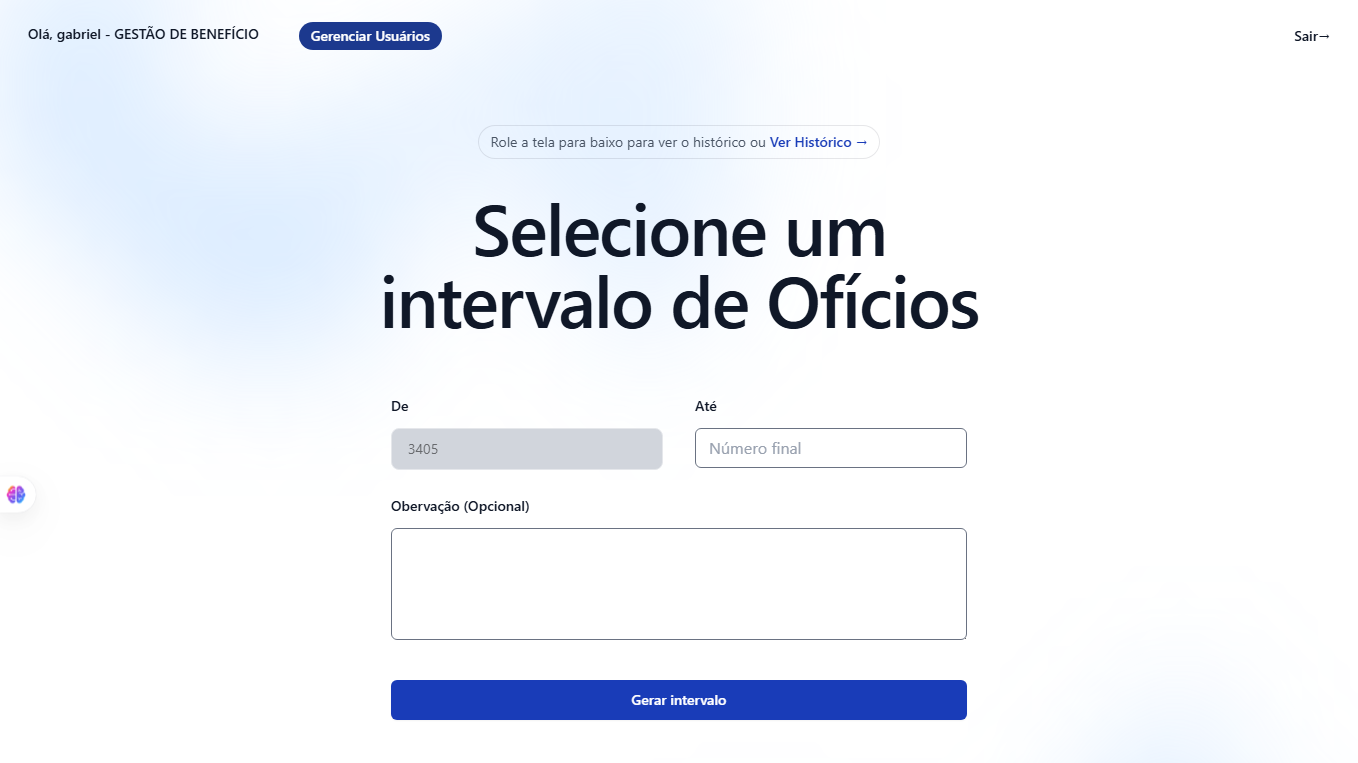 Olá, gabriel - GESTÃO DE BENEFÍCIO
Gerenciar Usuários
Sair→
Role a tela para baixo para ver o histórico ou Ver Histórico →
Selecione um
intervalo de Ofícios
De
Até
3405
Número final
Obervação (Opcional)
Gerar intervalo